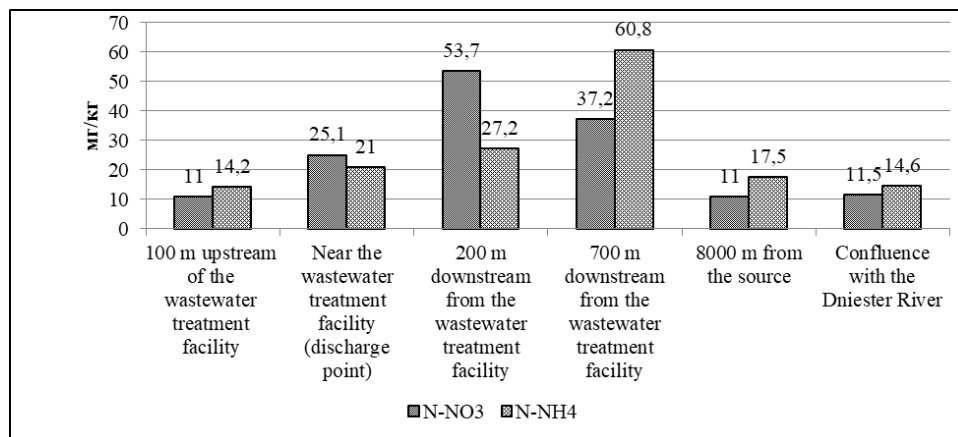 70
60
50
40
30
20
10
0
мг/кг
11
14,2
25,1
21
53,7
27,2
37,2
60,8
11
17,5
11,5
14,6
100 m upstream
of the
wastewater
treatment
facility
Near the
wastewater
treatment
facility
(discharge
point)
200 m
downstream
from the
wastewater
treatment
facility
700 m
downstream
from the
wastewater
treatment
facility
8000 m from
the source
Confluence
with the
Dniester River
N-NO3
N-NH4